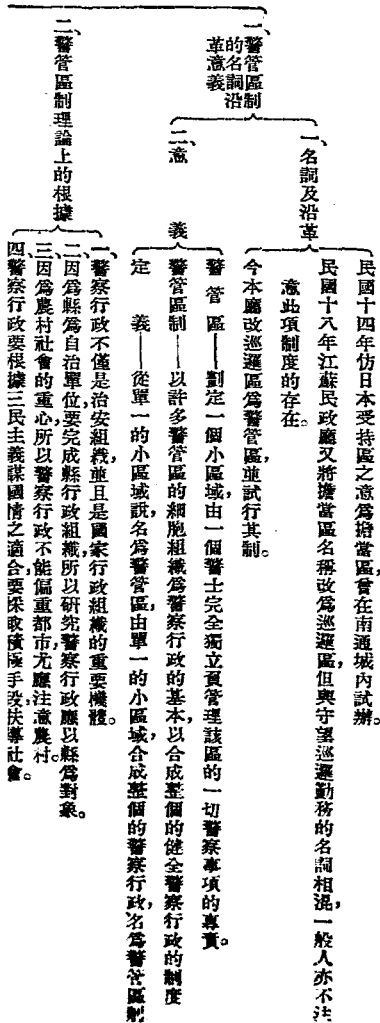 一、警管區制的名詞沿革意義
一、名詞及沿革
民國十四年仿日本受持區之意爲擔當區，曾在南通城內試辦。
民國十八年江蘇民政廳又將擔當區名稱改爲巡邏區，但與守望巡邏勤務的名詞相混，一般人亦不注
意此項制度的存在。
今本廳改巡邏區爲警管區，並試行其制。
二、意義
警管區——劃定一個小區域，由一個警士完全獨立負管理該區的一切警察事項的專責。
警管區制——以許多警管區的細胞組織爲警察行政的基本，以合成整個的健全警察行政的制度
定義——從單一的小區域說，名爲警管區，由單一的小區域，合成整個的警察行政，名爲警管區制
二、警管區制理論上的根據
一、警察行政不僅是治安組織，並且是國家行政組織的重要機體。
二、因爲縣爲自治單位，要完成縣行政組織，所以研究警察行政應以縣爲對象。
三、因爲農村社會的重心，所以警察行政不能偏重都市，尤應注意農村。
四、警察行政要根據三民主義，謀國情之適合，要採取積極手段，扶導社會。